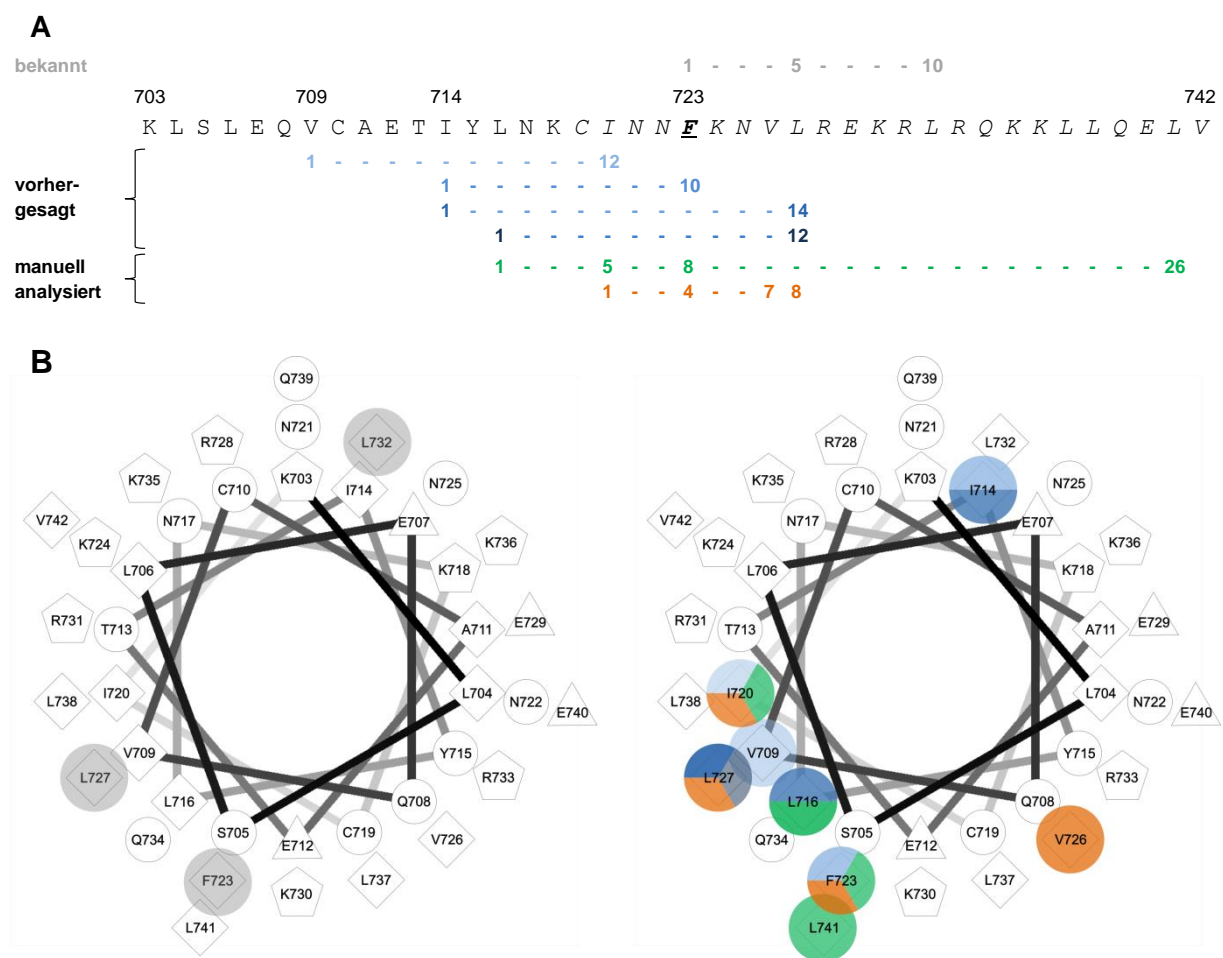 A
bekannt 1 - - - 5 - - - - 10
703 709 714 723 742
K L S L E Q V C A E T I Y L N K C I N N F K N V L R E K R L R Q K K L L Q E L V
1 - - - - - - - - - - 12
vorher- 1 - - - - - - - - 10
gesagt 1 - - - - - - - - - - - - 14
1 - - - - - - - - - - 12
manuell 1 - - - 5 - - 8 - - - - - - - - - - - - - - - - - 26
analysiert 1 - - 4 - - 7 8
B
Q739
N721
L732
R728
K703
I714
N725
K735
C710
E707
V742
N717
K736
K724
L706
K718
R731
T713
A711
E729
L738
I720
L704
N722
E740
L727
V709
Y715
R733
L716
Q708
Q734
S705
E712
C719
V726
F723
K730
L737
L741
Q739
N721
L732
R728
K703
I714
N725
K735
C710
E707
V742
N717
K736
K724
L706
K718
R731
T713
A711
E729
L738
I720
L704
N722
E740
L727
V709
Y715
R733
L716
Q708
Q734
S705
E712
C719
V726
F723
K730
L737
L741